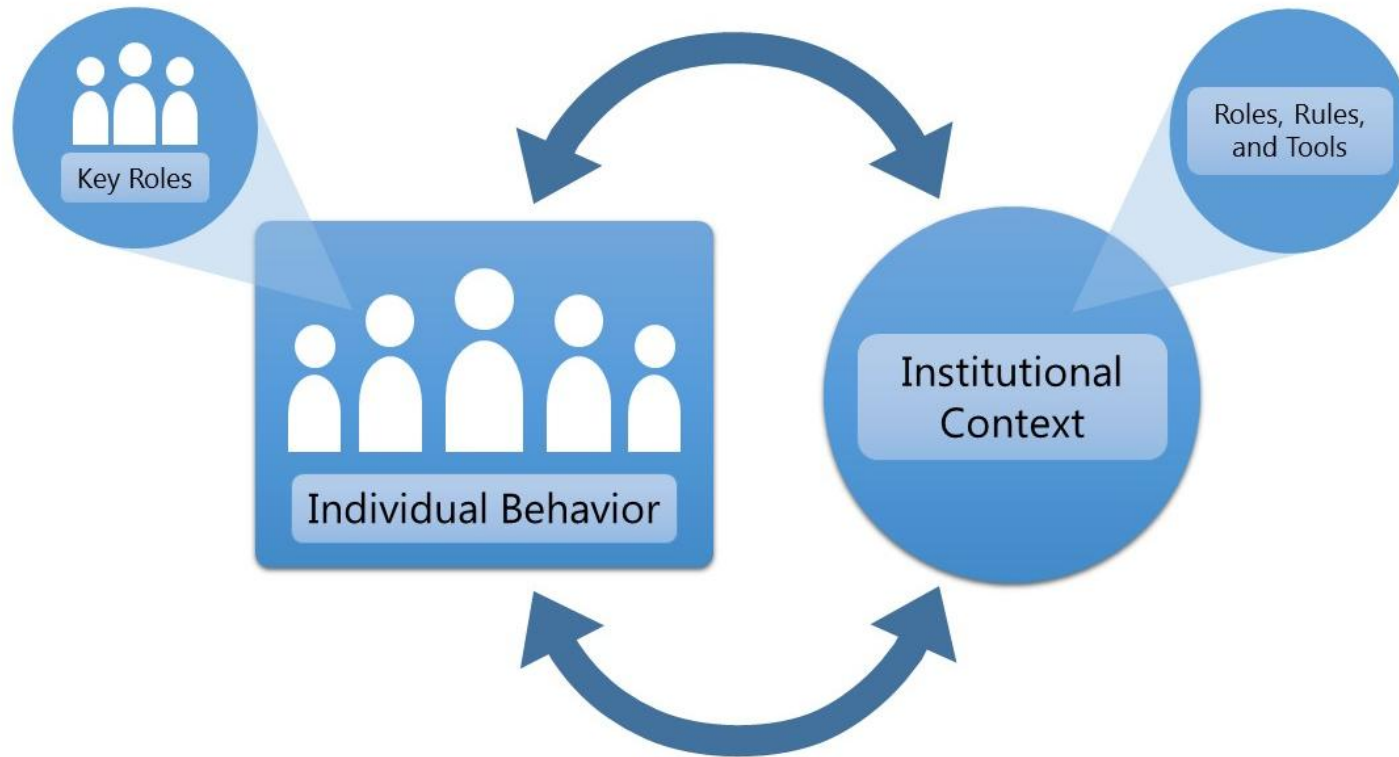 Key Roles
Roles, Rules,
and Tools
Institutional
Context
Individual Behavior